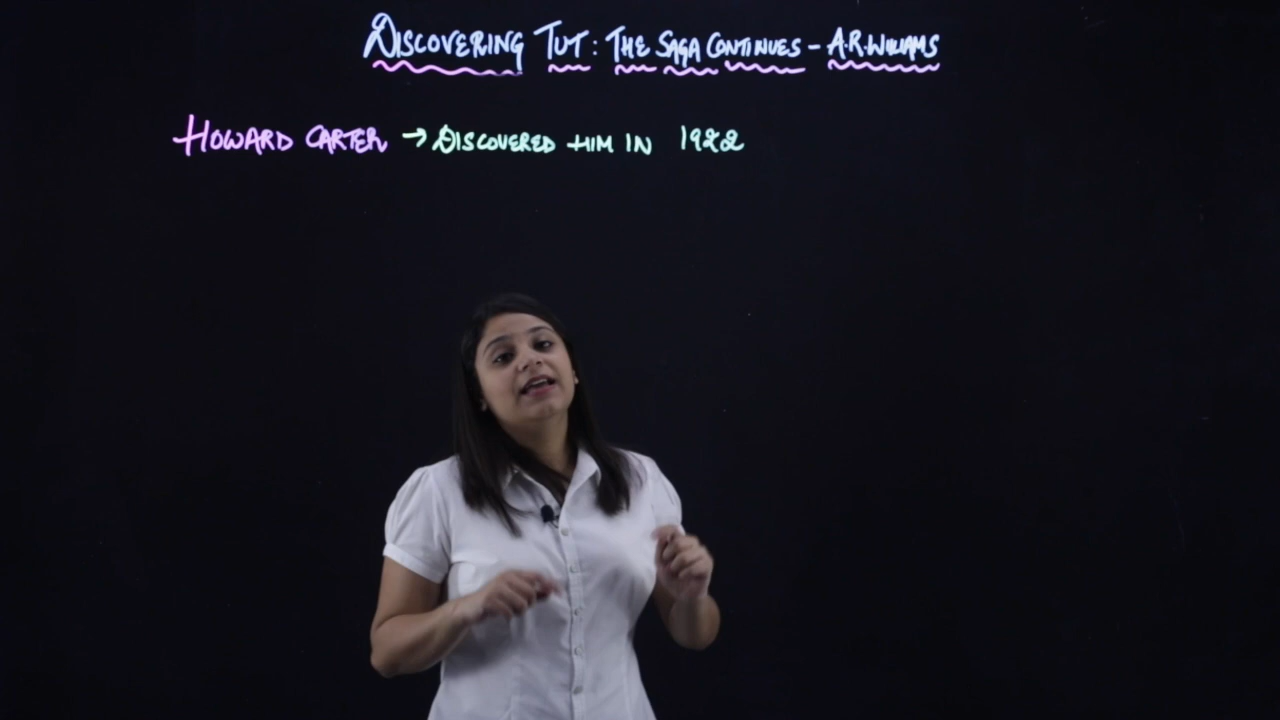 DISCOVERING TUT : THE SAGA CONTINUES - A.R.WILLIAMS
HOWARD CARTER → DISCOVERED HIM IN 1922